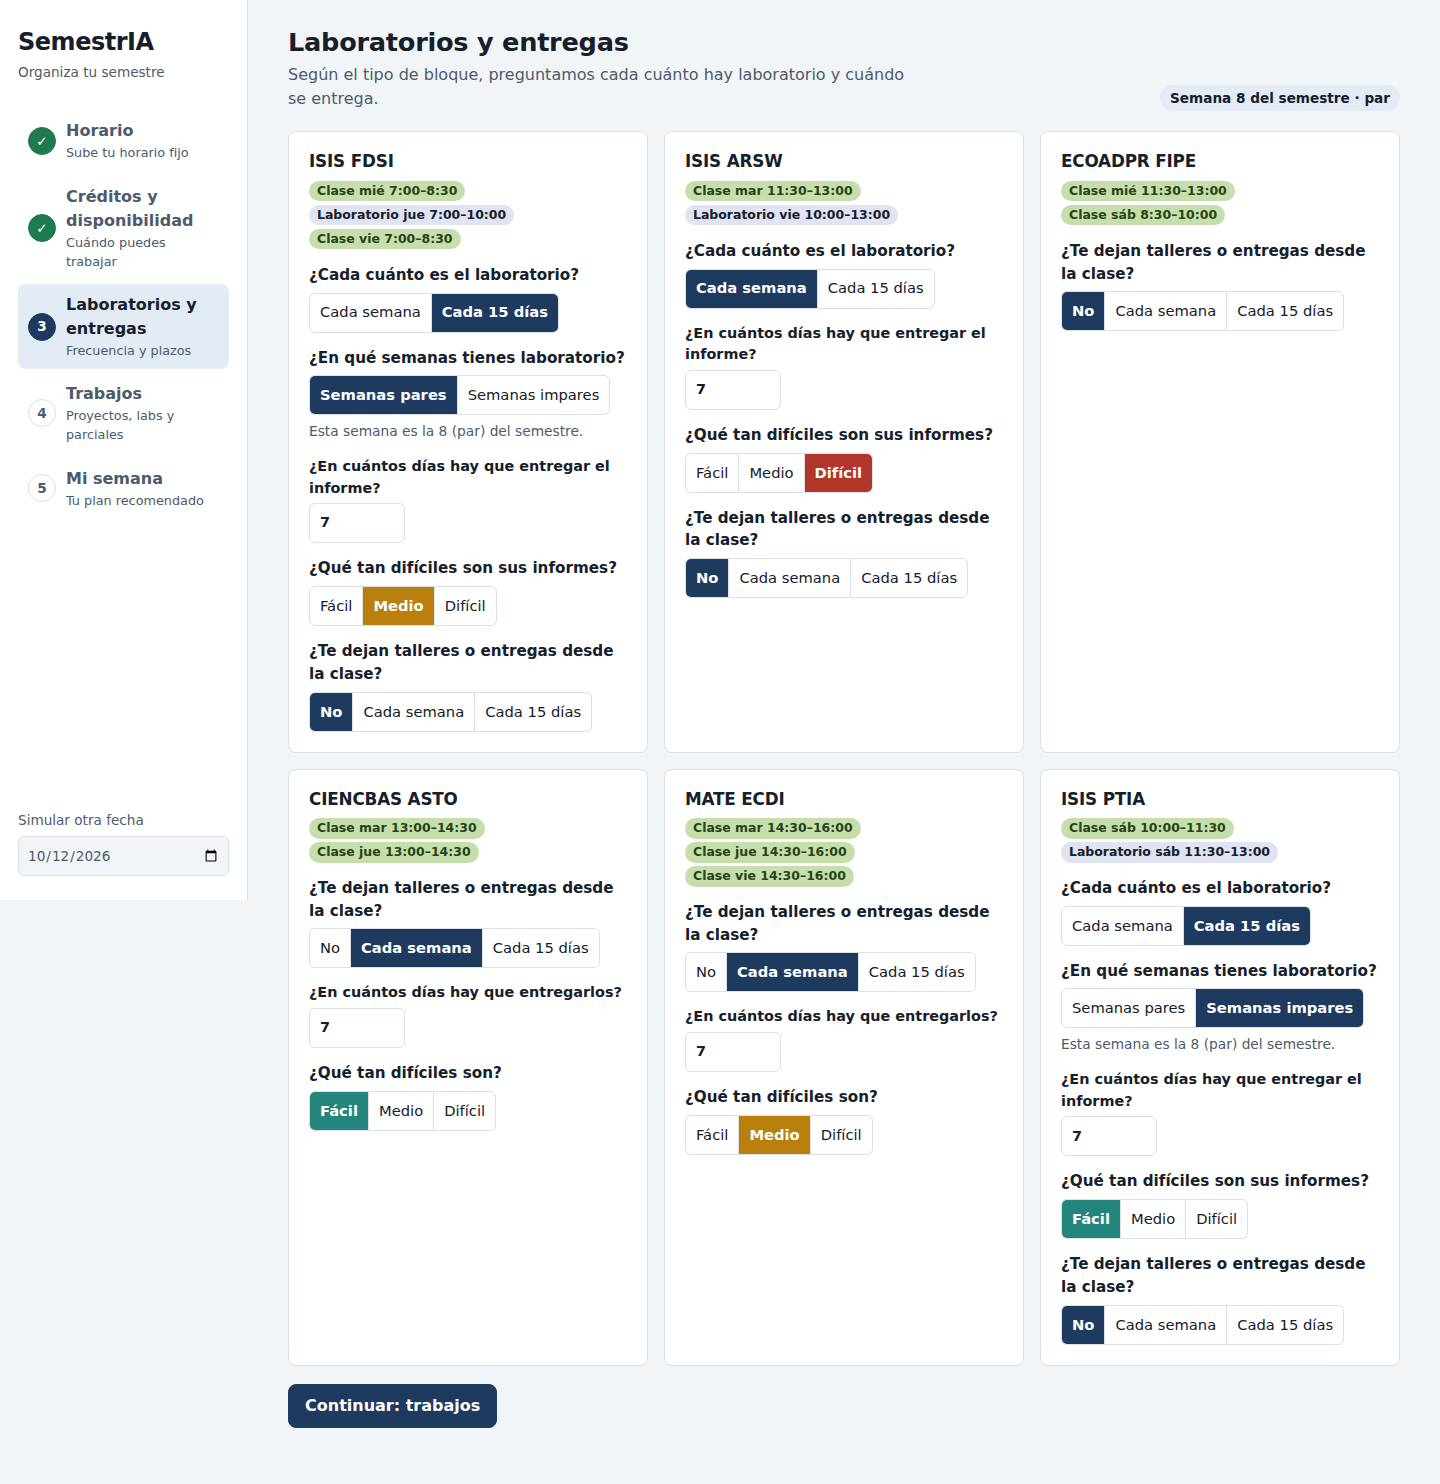 SemestrIA
Organiza tu semestre
✓
Horario
Sube tu horario fijo
✓
Créditos y
disponibilidad
Cuándo puedes
trabajar
3
Laboratorios y
entregas
Frecuencia y plazos
4
Trabajos
Proyectos, labs y
parciales
5
Mi semana
Tu plan recomendado
Simular otra fecha
10/12/2026
Laboratorios y entregas
Según el tipo de bloque, preguntamos cada cuánto hay laboratorio y cuándo
se entrega.
Semana 8 del semestre · par
ISIS FDSI
Clase mié 7:00–8:30
Laboratorio jue 7:00–10:00
Clase vie 7:00–8:30
¿Cada cuánto es el laboratorio?
Cada semana Cada 15 días
¿En qué semanas tienes laboratorio?
Semanas pares Semanas impares
Esta semana es la 8 (par) del semestre.
¿En cuántos días hay que entregar el
informe?
7
¿Qué tan difíciles son sus informes?
Fácil Medio Difícil
¿Te dejan talleres o entregas desde
la clase?
No Cada semana Cada 15 días
ISIS ARSW
Clase mar 11:30–13:00
Laboratorio vie 10:00–13:00
¿Cada cuánto es el laboratorio?
Cada semana Cada 15 días
¿En cuántos días hay que entregar el
informe?
7
¿Qué tan difíciles son sus informes?
Fácil Medio Difícil
¿Te dejan talleres o entregas desde
la clase?
No Cada semana Cada 15 días
ECOADPR FIPE
Clase mié 11:30–13:00
Clase sáb 8:30–10:00
¿Te dejan talleres o entregas desde
la clase?
No Cada semana Cada 15 días
CIENCBAS ASTO
Clase mar 13:00–14:30
Clase jue 13:00–14:30
¿Te dejan talleres o entregas desde
la clase?
No Cada semana Cada 15 días
¿En cuántos días hay que entregarlos?
7
¿Qué tan difíciles son?
Fácil Medio Difícil
MATE ECDI
Clase mar 14:30–16:00
Clase jue 14:30–16:00
Clase vie 14:30–16:00
¿Te dejan talleres o entregas desde
la clase?
No Cada semana Cada 15 días
¿En cuántos días hay que entregarlos?
7
¿Qué tan difíciles son?
Fácil Medio Difícil
ISIS PTIA
Clase sáb 10:00–11:30
Laboratorio sáb 11:30–13:00
¿Cada cuánto es el laboratorio?
Cada semana Cada 15 días
¿En qué semanas tienes laboratorio?
Semanas pares Semanas impares
Esta semana es la 8 (par) del semestre.
¿En cuántos días hay que entregar el
informe?
7
¿Qué tan difíciles son sus informes?
Fácil Medio Difícil
¿Te dejan talleres o entregas desde
la clase?
No Cada semana Cada 15 días
Continuar: trabajos